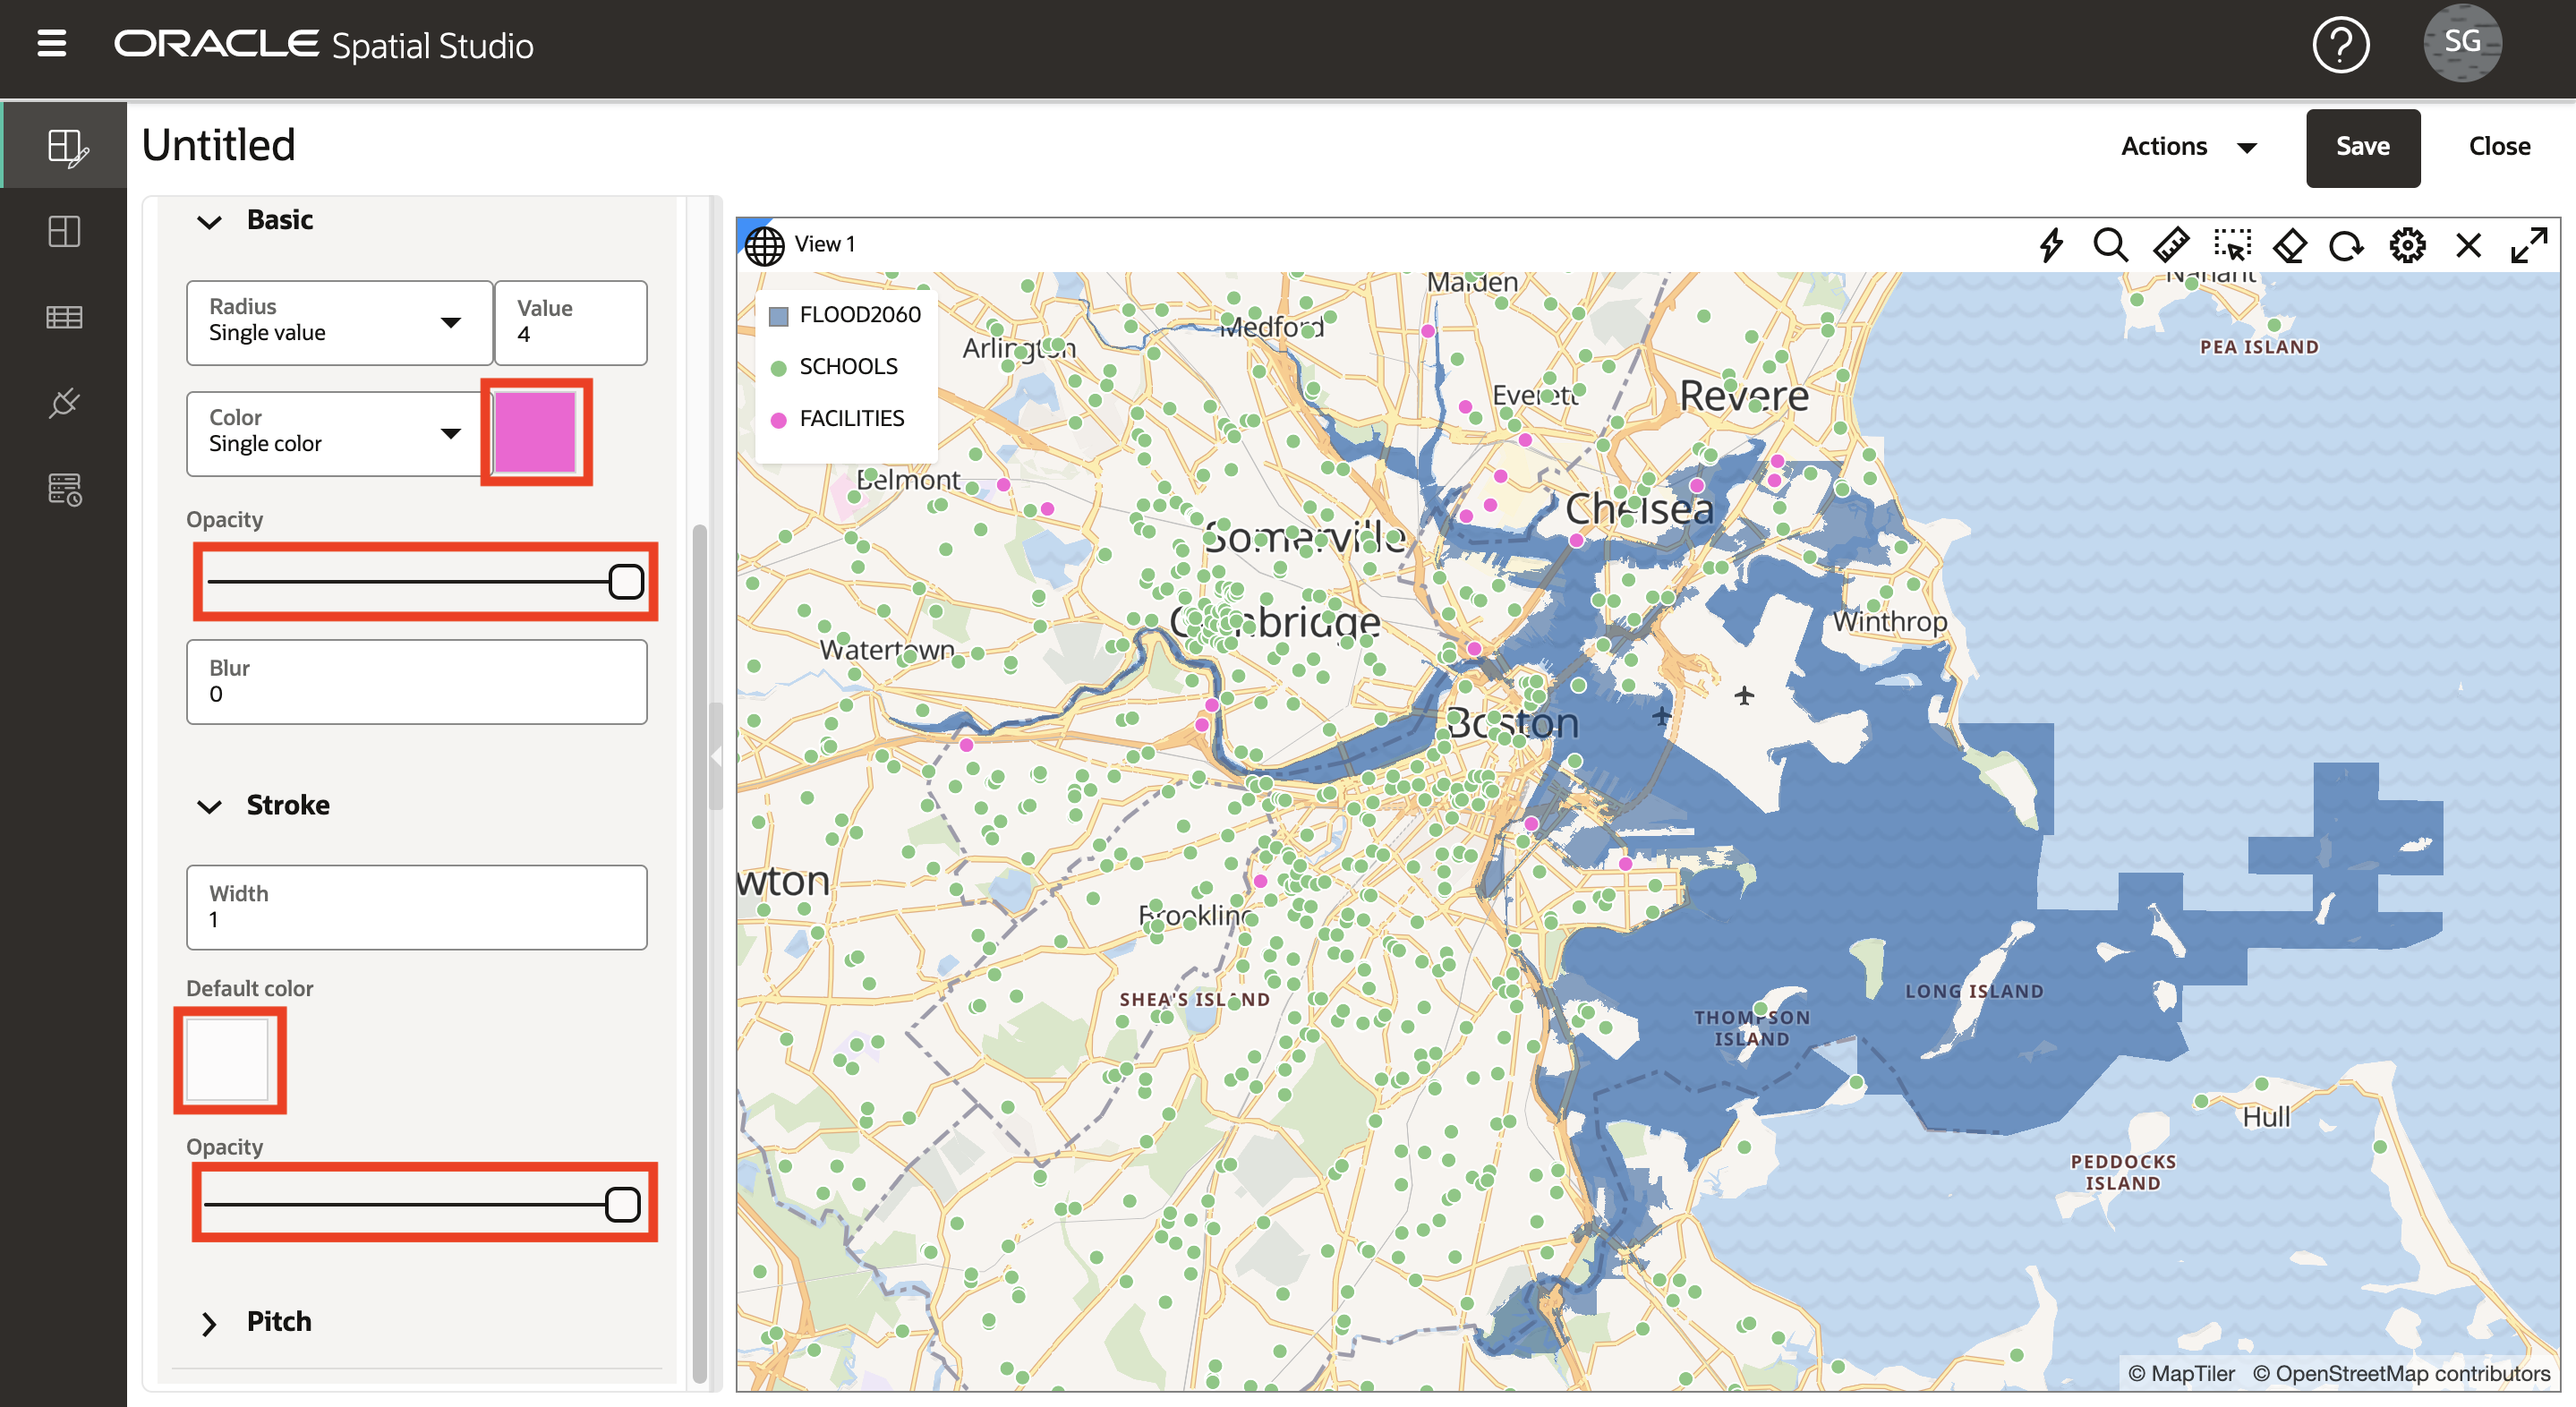 ORACLE Spatial Studio
SG
Untitled
Actions
Save
Close
Basic
Radius
Single value
Value
4
Color
Single color
Opacity
Blur
0
Stroke
Width
1
Default color
Opacity
Pitch
View 1
FLOOD2060
SCHOOLS
FACILITIES
Malden
Nahant
Medford
Arlington
PEA ISLAND
Everett
Revere
Belmont
Chelsea
Somerville
Cambridge
Winthrop
Watertown
Boston
wton
Brookline
SHEA'S ISLAND
LONG ISLAND
THOMPSON
ISLAND
Hull
PEDDOCKS
ISLAND
© MapTiler © OpenStreetMap contributors